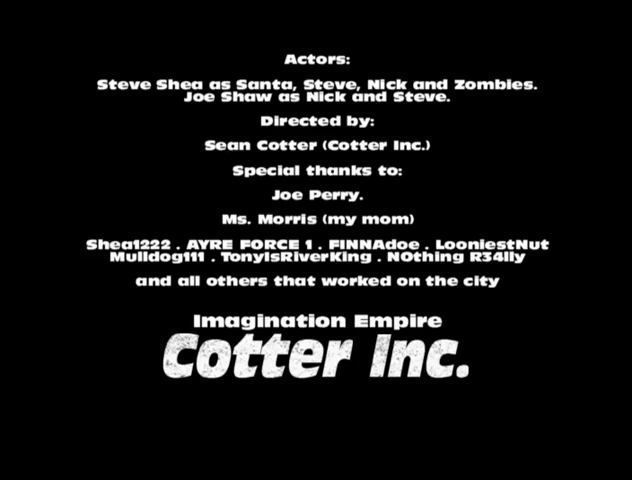 Actors:
Steve Shea as Santa, Steve, Nick and Zombies.
Joe Shaw as Nick and Steve.
Directed by:
Sean Cotter (Cotter Inc.)
Special thanks to:
Joe Perry.
Ms. Morris (my mom)
Shea1222 . AYRE FORCE 1 . FINNAdoe . LooniestNut
Mulldog111 . TonyIsRiverKing . NOthing R34lly
and all others that worked on the city
Imagination Empire
Cotter Inc.